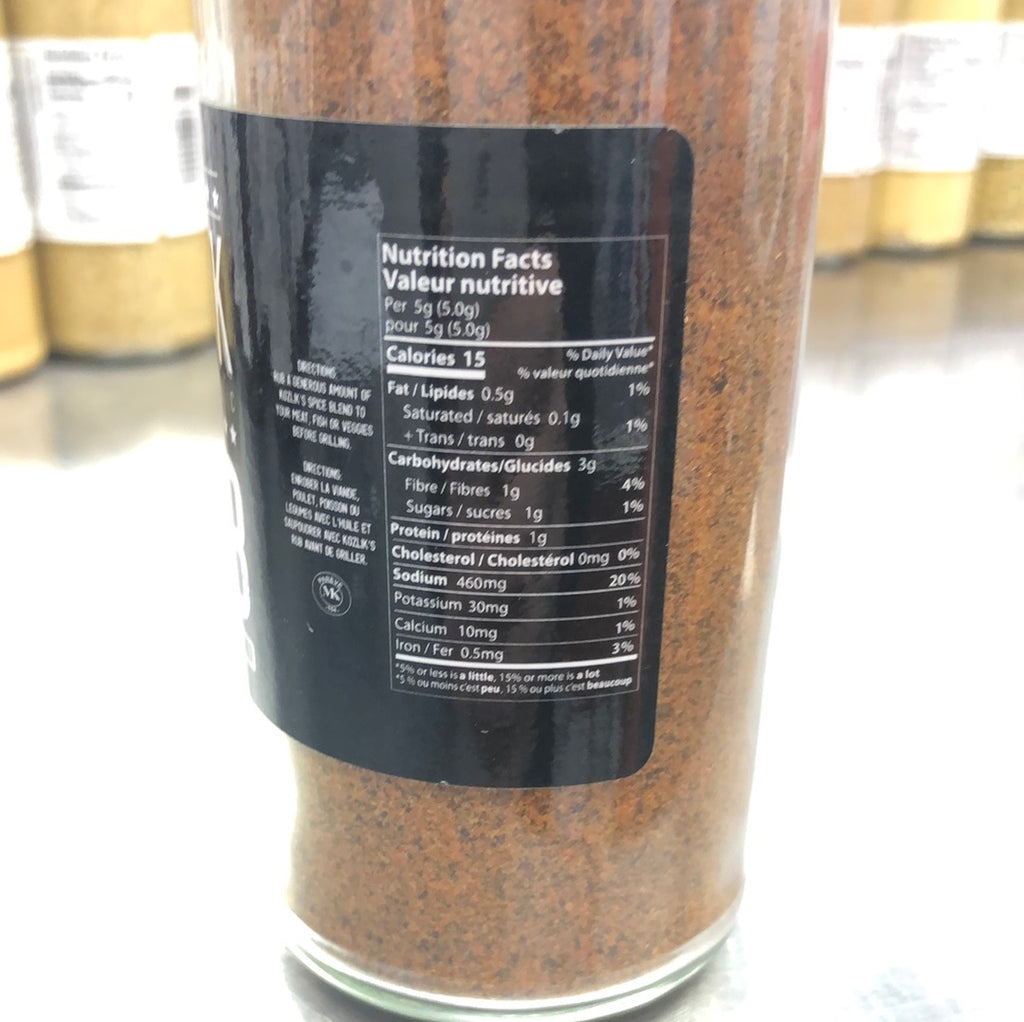 K
DIRECTIONS:
RUB A GENEROUS AMOUNT OF
KOZLIK'S SPICE BLEND TO
YOUR MEAT, FISH OR VEGGIES
BEFORE GRILLING.
DIRECTIONS:
ENROBER LA VIANDE,
POULET, POISSON OU
LEGUMES AVEC L'HUILE ET
SAUPOUDRER AVEC KOZLIK'S
RUB AVANT DE GRILLER.
MK
Nutrition Facts
Valeur nutritive
Per 5g (5.0g)
pour 5g (5.0g)
Calories 15 % Daily Value*
% valeur quotidienne*
Fat / Lipides 0.5g 1%
Saturated / saturés 0.1g 1%
+ Trans / trans 0g
Carbohydrates/Glucides 3g
Fibre / Fibres 1g 4%
Sugars / sucres 1g 1%
Protein / protéines 1g
Cholesterol / Cholestérol 0mg 0%
Sodium 460mg 20%
Potassium 30mg 1%
Calcium 10mg 1%
Iron / Fer 0.5mg 3%
*5% or less is a little, 15% or more is a lot
*5 % ou moins c'est peu, 15 % ou plus c'est beaucoup